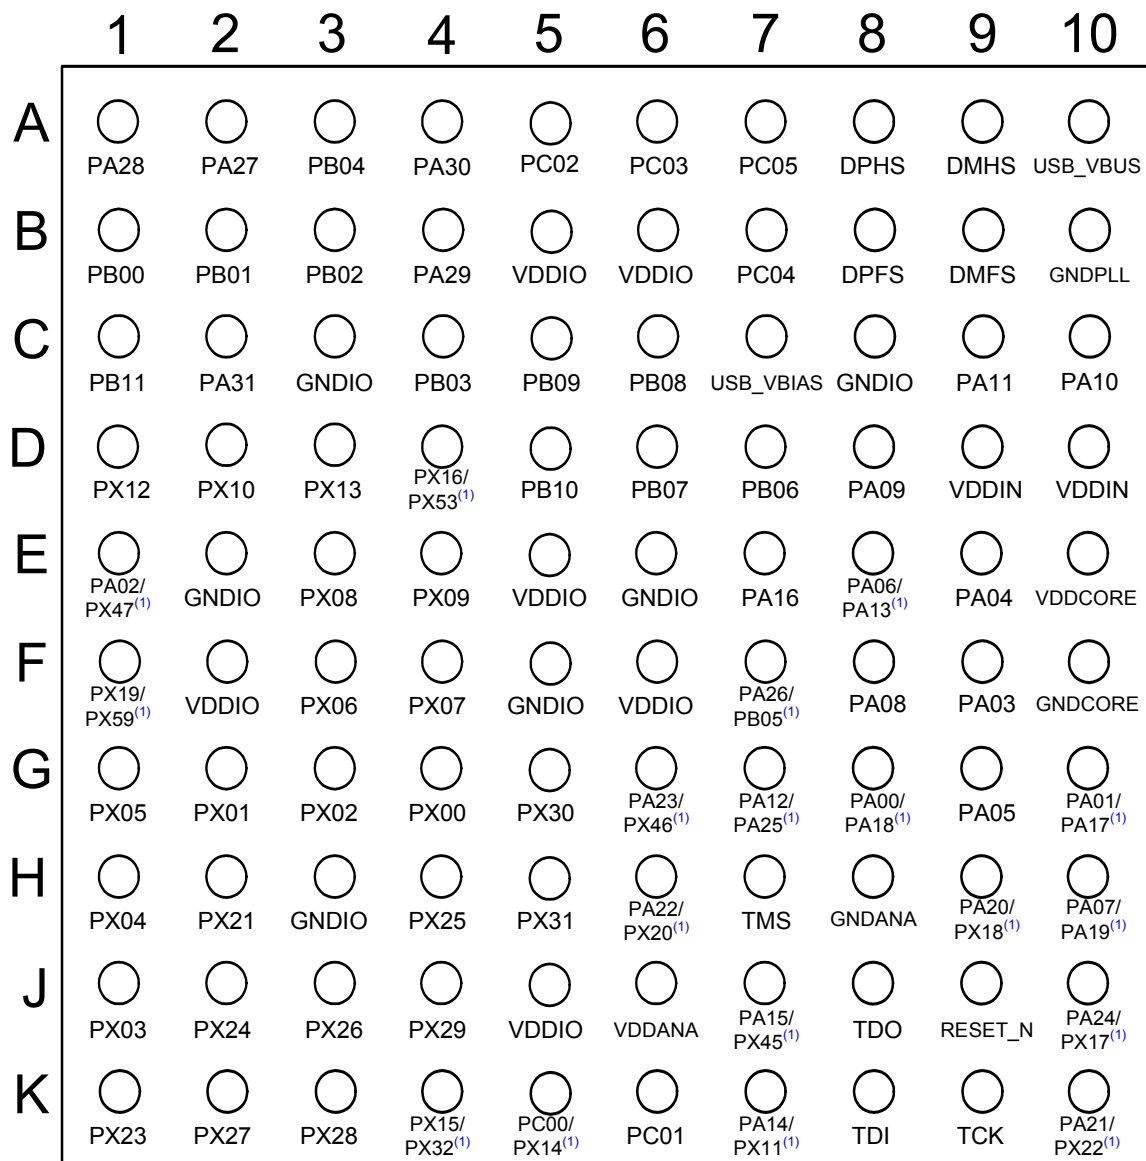 1 2 3 4 5 6 7 8 9 10
A
PA28 PA27 PB04 PA30 PC02 PC03 PC05 DPHS DMHS USB_VBUS
B
PB00 PB01 PB02 PA29 VDDIO VDDIO PC04 DPFS DMFS GNDPLL
C
PB11 PA31 GNDIO PB03 PB09 PB08 USB_VBIAS GNDIO PA11 PA10
D
PX12 PX10 PX13 PX16/ PX53(1) PB10 PB07 PB06 PA09 VDDIN VDDIN
E
PA02/ PX47(1) GNDIO PX08 PX09 VDDIO GNDIO PA16 PA06/ PA13(1) PA04 VDDCORE
F
PX19/ PX59(1) VDDIO PX06 PX07 GNDIO VDDIO PA26/ PB05(1) PA08 PA03 GNDCORE
G
PX05 PX01 PX02 PX00 PX30 PA23/ PX46(1) PA12/ PA25(1) PA00/ PA18(1) PA05 PA01/ PA17(1)
H
PX04 PX21 GNDIO PX25 PX31 PA22/ PX20(1) TMS GNDANA PA20/ PX18(1) PA07/ PA19(1)
J
PX03 PX24 PX26 PX29 VDDIO VDDANA PA15/ PX45(1) TDO RESET_N PA24/ PX17(1)
K
PX23 PX27 PX28 PX15/ PX32(1) PC00/ PX14(1) PC01 PA14/ PX11(1) TDI TCK PA21/ PX22(1)